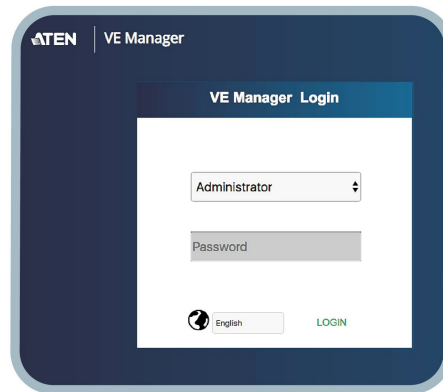 ATEN VE Manager
VE Manager Login
Administrator
Password
English LOGIN